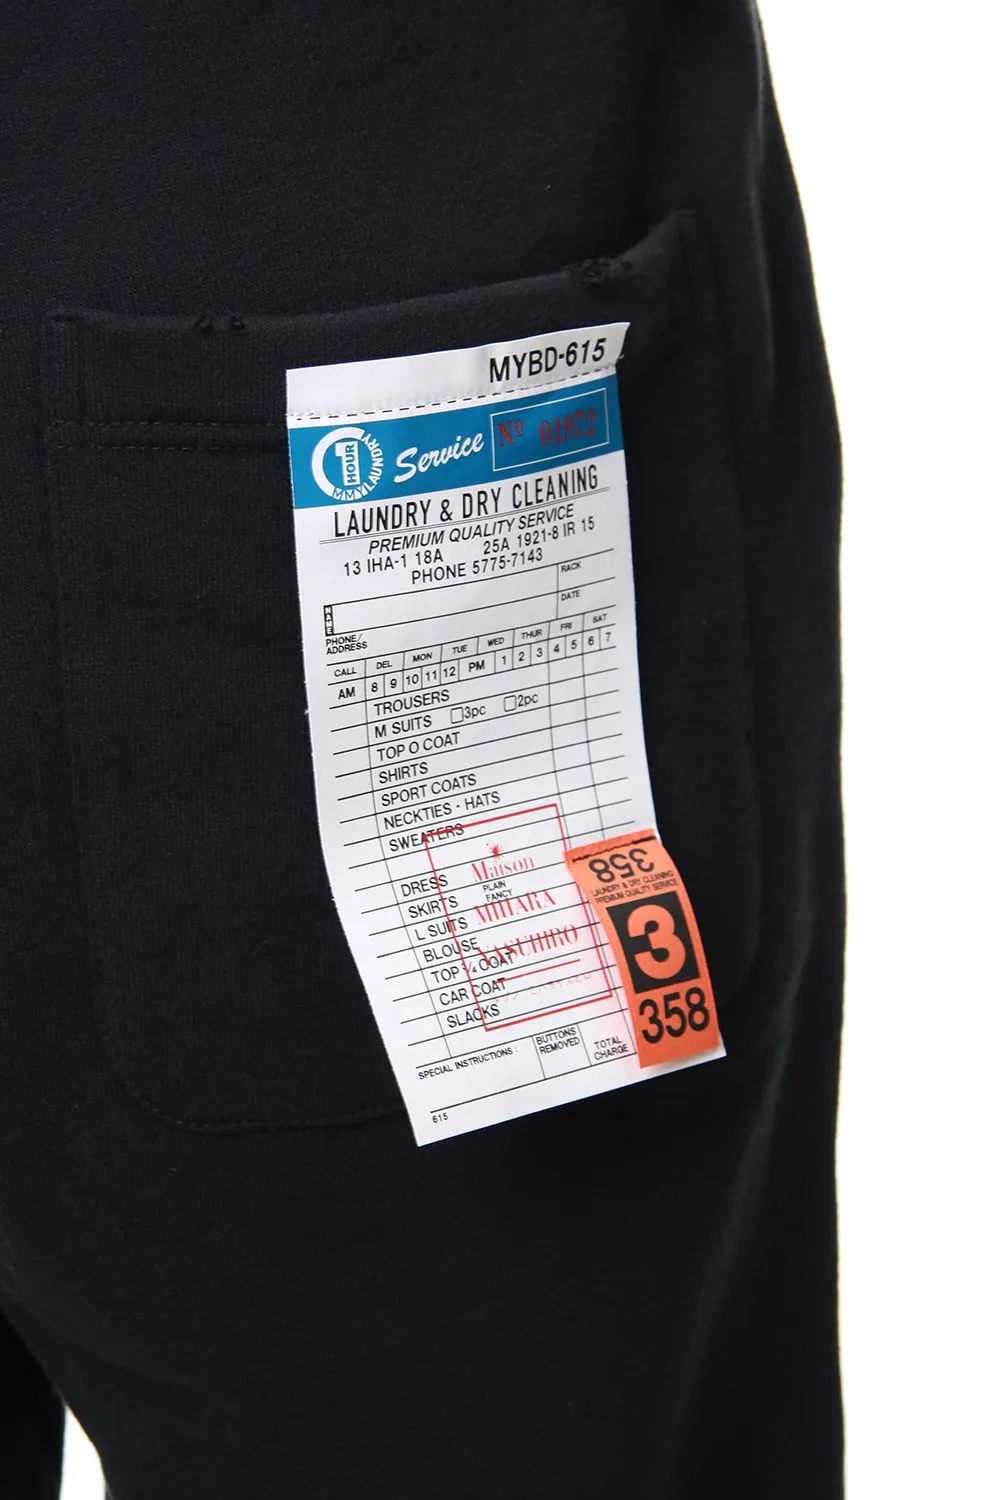 MYBD-615
1 HOUR
MMY LAUNDRY
Service
Nº 01972
LAUNDRY & DRY CLEANING
PREMIUM QUALITY SERVICE
13 IHA-1 18A 25A 1921-8 IR 15
PHONE 5775-7143
RACK
NAME
DATE
PHONE/
ADDRESS
CALL DEL MON TUE WED THUR FRI SAT
AM 8 9 10 11 12 PM 1 2 3 4 5 6 7
TROUSERS
M SUITS 3pc 2pc
TOP O COAT
SHIRTS
SPORT COATS
NECKTIES - HATS
SWEATERS
DRESS PLAIN
FANCY
SKIRTS
L SUITS
BLOUSE
TOP ¾ COAT
CAR COAT
SLACKS
Maison
MIHARA
YASUHIRO
SPECIAL INSTRUCTIONS :
BUTTONS
REMOVED
TOTAL
CHARGE
615
358
LAUNDRY & DRY CLEANING
PREMIUM QUALITY SERVICE
3
358